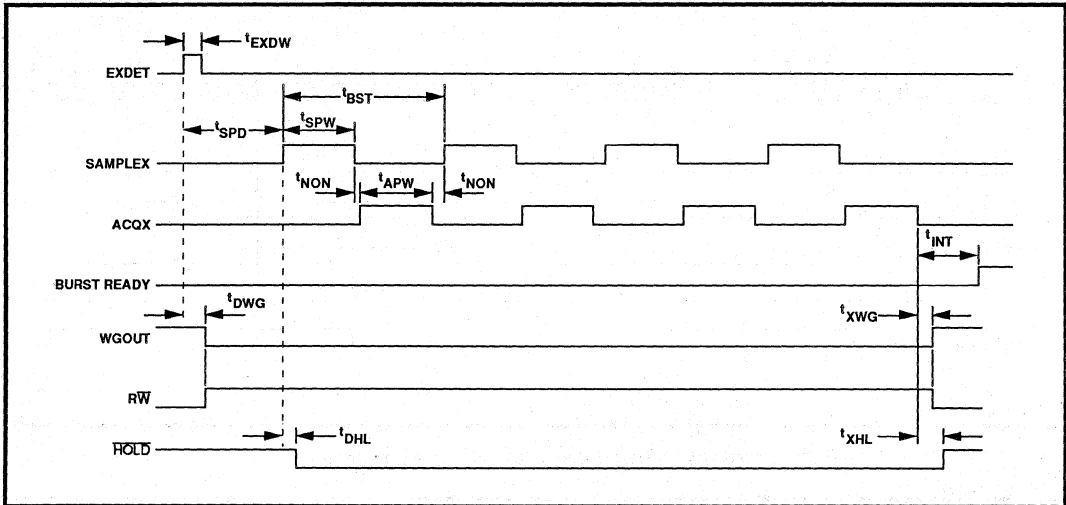 tEXDW
EXDET
tBST
tSPD
tSPW
SAMPLEX
tNON tAPW tNON
ACQX
tINT
BURST READY
tDWG
tXWG
WGOUT
RW̅
tDHL
tXHL
H̅O̅L̅D̅